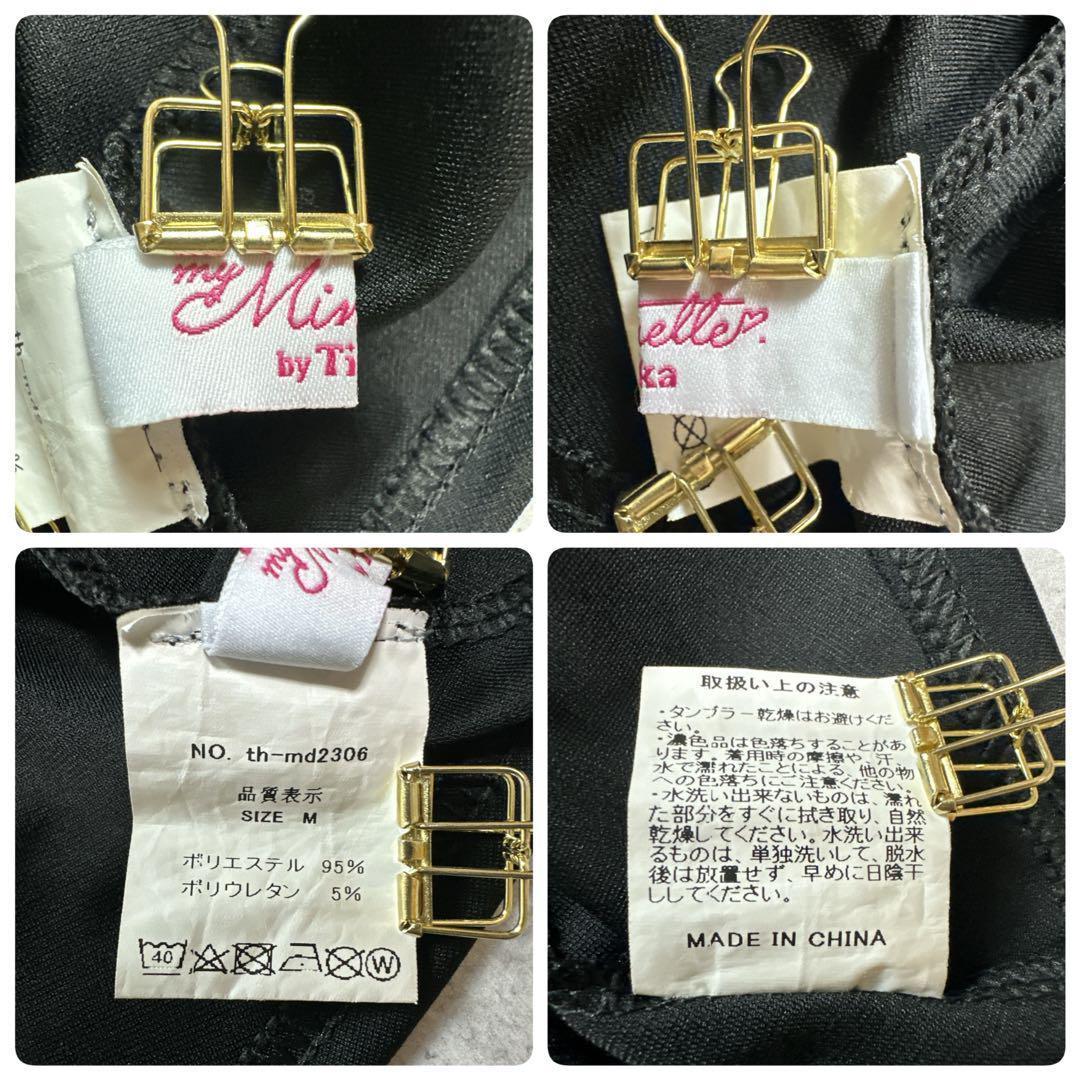 my Mis
by Ti
elle♡.
ka
NO. th-md2306
品質表示
SIZE M
ポリエステル 95%
ポリウレタン 5%
40
W
取扱い上の注意
・タンブラー乾燥はお避けくだ
さい。
・濃色品は色落ちすることがあ
ります。着用時の摩擦や、汗
水で濡れたことによる、他の物
への色落ちにご注意ください。
・水洗い出来ないものは、濡れ
た部分をすぐに拭き取り、自然
乾燥してください。水洗い出来
るものは、単独洗いして、脱水
後は放置せず、早めに日陰干
ししてください。
MADE IN CHINA